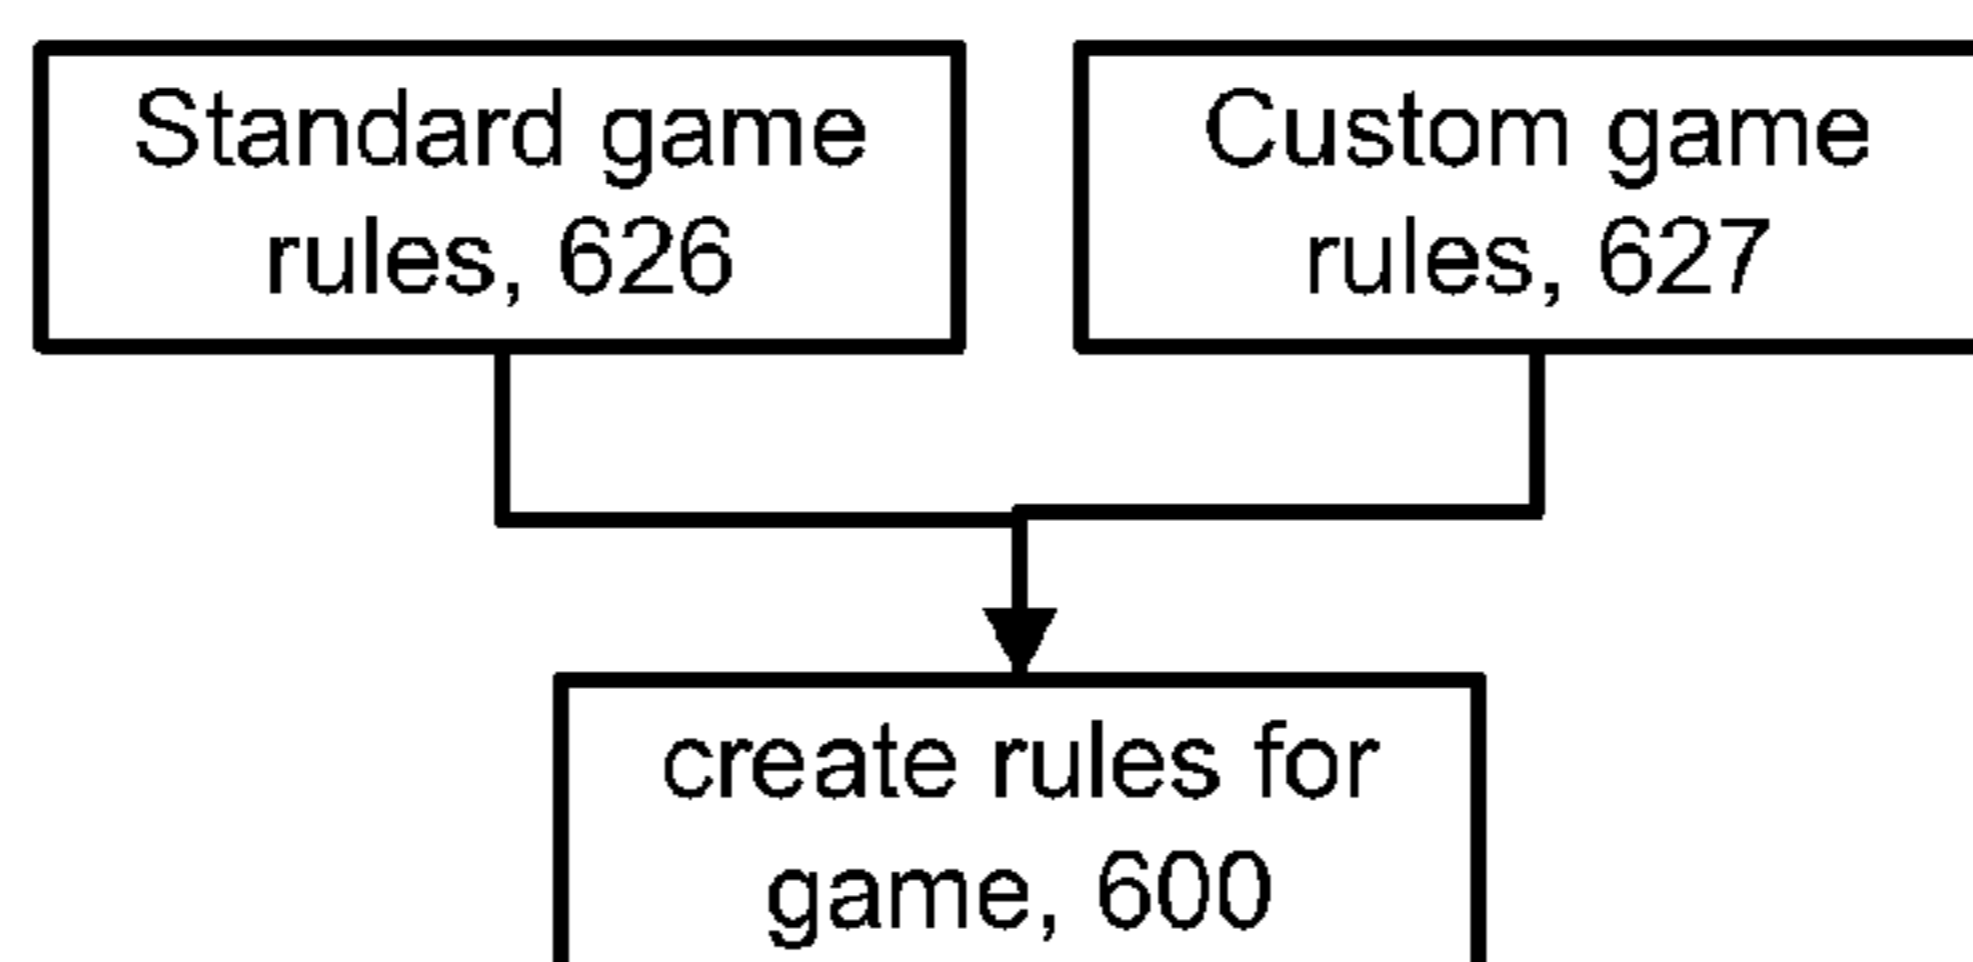 Standard game
rules, 626
Custom game
rules, 627
create rules for
game, 600